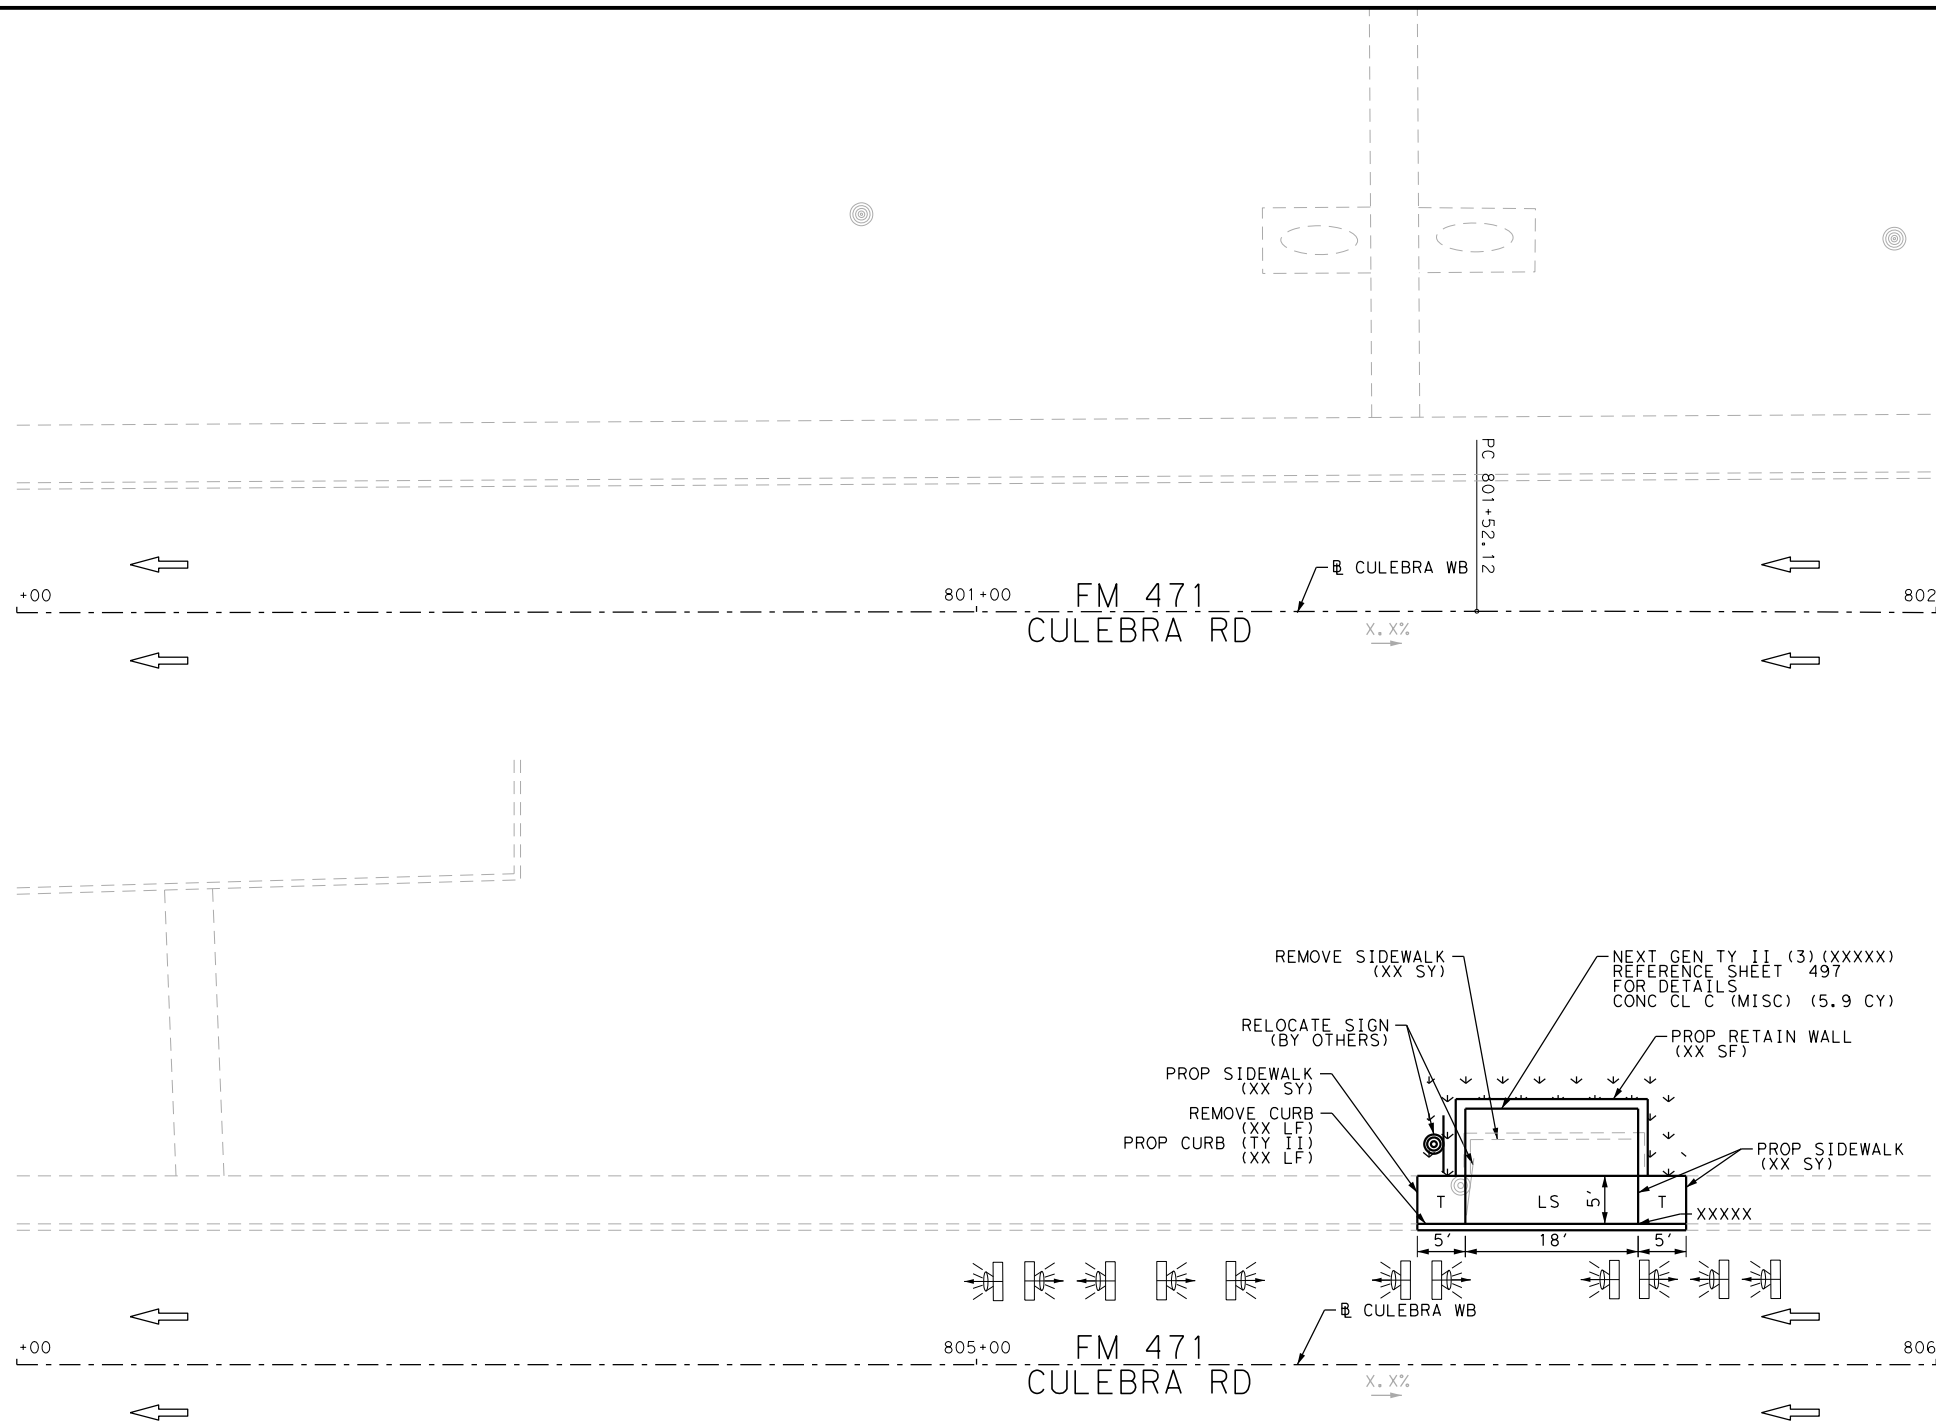 PC 801+52.12
℄ CULEBRA WB
+00
801+00
FM 471
802
CULEBRA RD
X.X%
REMOVE SIDEWALK
(XX SY)
NEXT GEN TY II (3)(XXXXX)
REFERENCE SHEET 497
FOR DETAILS
CONC CL C (MISC) (5.9 CY)
RELOCATE SIGN
(BY OTHERS)
PROP RETAIN WALL
(XX SF)
PROP SIDEWALK
(XX SY)
REMOVE CURB
(XX LF)
PROP CURB (TY II)
(XX LF)
PROP SIDEWALK
(XX SY)
T
LS
5'
T
XXXXX
5'
18'
5'
℄ CULEBRA WB
+00
805+00
FM 471
806
CULEBRA RD
X.X%